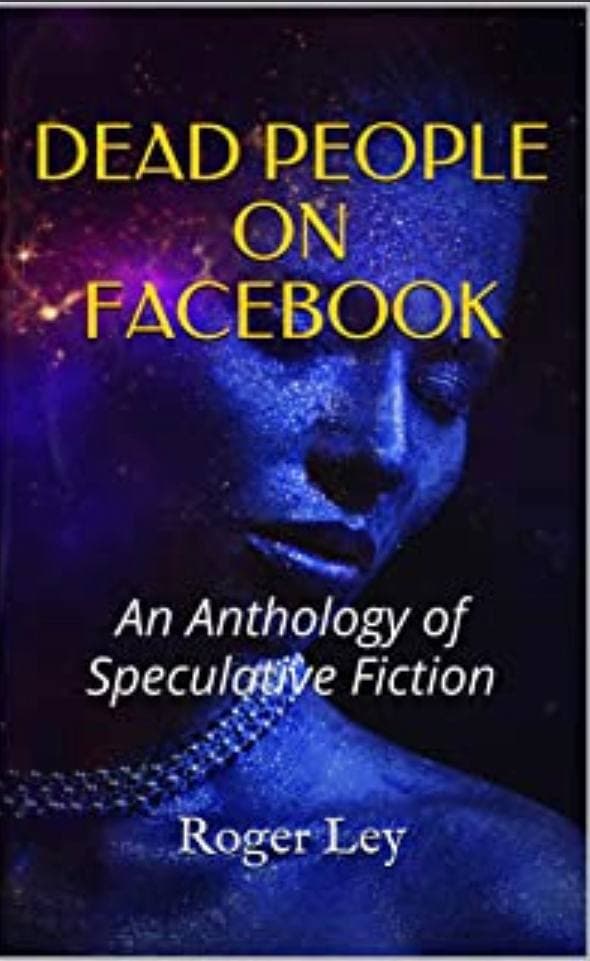 DEAD PEOPLE
ON
FACEBOOK
An Anthology of
Speculative Fiction
Roger Ley